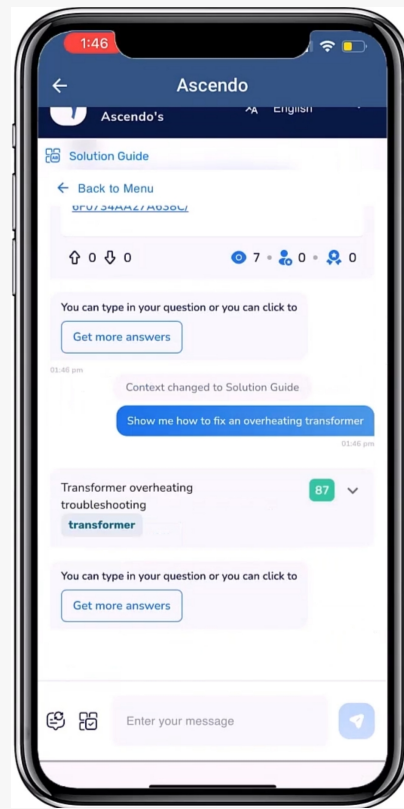 1:46
Ascendo
Ascendo's
English
Solution Guide
Back to Menu
6F0734AA27A638C/
0 0 7 0 0
You can type in your question or you can click to
Get more answers
01:46 pm
Context changed to Solution Guide
Show me how to fix an overheating transformer
01:46 pm
Transformer overheating 87
troubleshooting
transformer
You can type in your question or you can click to
Get more answers
Enter your message